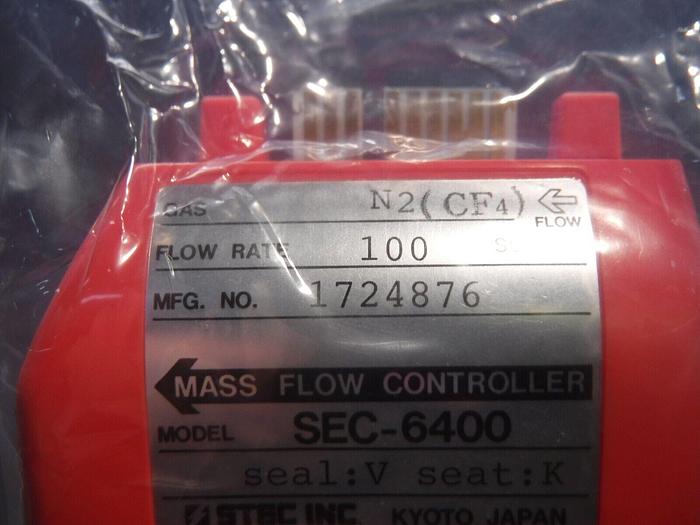 GAS N2(CF4)
FLOW
FLOW RATE 100 S
MFG. NO. 1724876
MASS FLOW CONTROLLER
MODEL SEC-6400
seal:V seat:K
STEC INC. KYOTO JAPAN